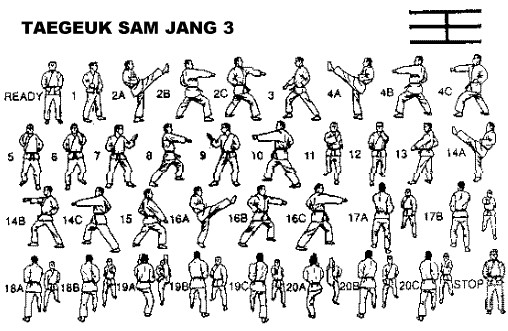 TAEGEUK SAM JANG 3
READY 1 2A 2B 2C 3 4A 4B 4C
5 6 7 8 9 10 11 12 13 14A
14B 14C 15 16A 16B 16C 17A 17B
18A 18B 19A 19B 19C 20A 20B 20C STOP